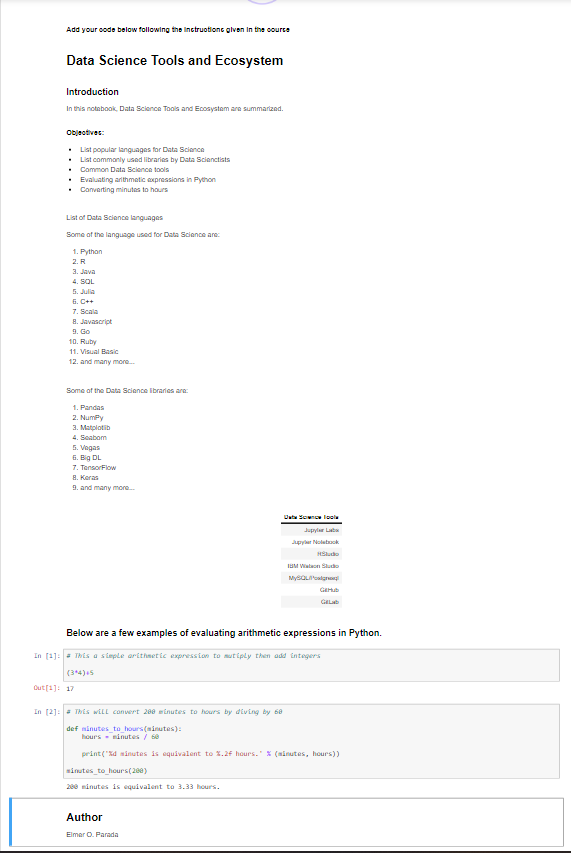 Add your code below following the instructions given in the course
Data Science Tools and Ecosystem
Introduction
In this notebook, Data Science Tools and Ecosystem are summarized.
Objectives:
• List popular languages for Data Science
• List commonly used libraries by Data Scienctists
• Common Data Science tools
• Evaluating arithmetic expressions in Python
• Converting minutes to hours
List of Data Science languages
Some of the language used for Data Science are:
1. Python
2. R
3. Java
4. SQL
5. Julia
6. C++
7. Scala
8. Javascript
9. Go
10. Ruby
11. Visual Basic
12. and many more...
Some of the Data Science libraries are:
1. Pandas
2. NumPy
3. Matplotlib
4. Seaborn
5. Vegas
6. Big DL
7. TensorFlow
8. Keras
9. and many more...
Data Science Tools
Jupyter Labs
Jupyter Notebook
RStudio
IBM Watson Studio
MySQL/Postgresql
GitHub
GitLab
Below are a few examples of evaluating arithmetic expressions in Python.
In [1]: # This a simple arithmetic expression to mutiply then add integers
(3*4)+5
Out[1]: 17
In [2]: # This will convert 200 minutes to hours by diving by 60
def minutes_to_hours(minutes):
hours = minutes / 60
print("%d minutes is equivalent to %.2f hours." % (minutes, hours))
minutes_to_hours(200)
200 minutes is equivalent to 3.33 hours.
Author
Elmer O. Parada